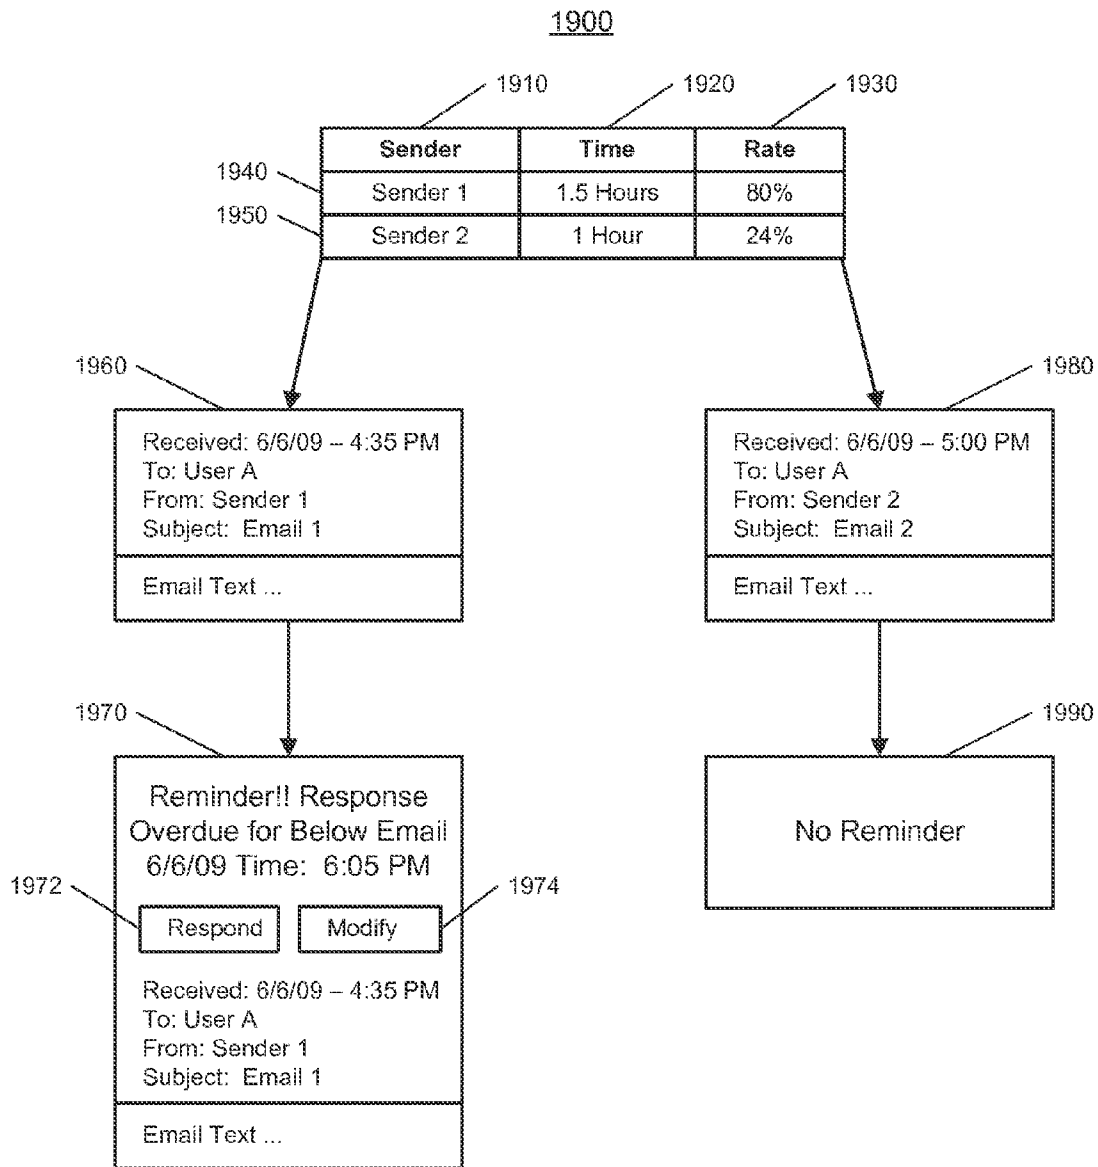 1900
1910
1920
1930
Sender Time Rate
1940
Sender 1 1.5 Hours 80%
1950
Sender 2 1 Hour 24%
1960
1980
Received: 6/6/09 – 4:35 PM
To: User A
From: Sender 1
Subject: Email 1
Email Text ...
Received: 6/6/09 – 5:00 PM
To: User A
From: Sender 2
Subject: Email 2
Email Text ...
1970
1990
Reminder!! Response
Overdue for Below Email
6/6/09 Time: 6:05 PM
No Reminder
1972
1974
Respond
Modify
Received: 6/6/09 – 4:35 PM
To: User A
From: Sender 1
Subject: Email 1
Email Text ...